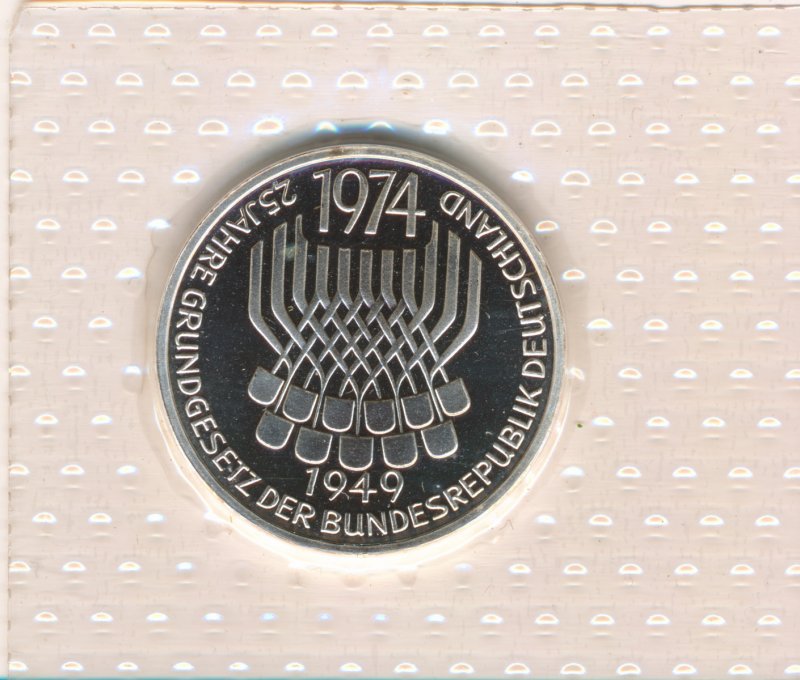 1974
25 JAHRE GRUNDGESETZ DER BUNDESREPUBLIK DEUTSCHLAND
1949